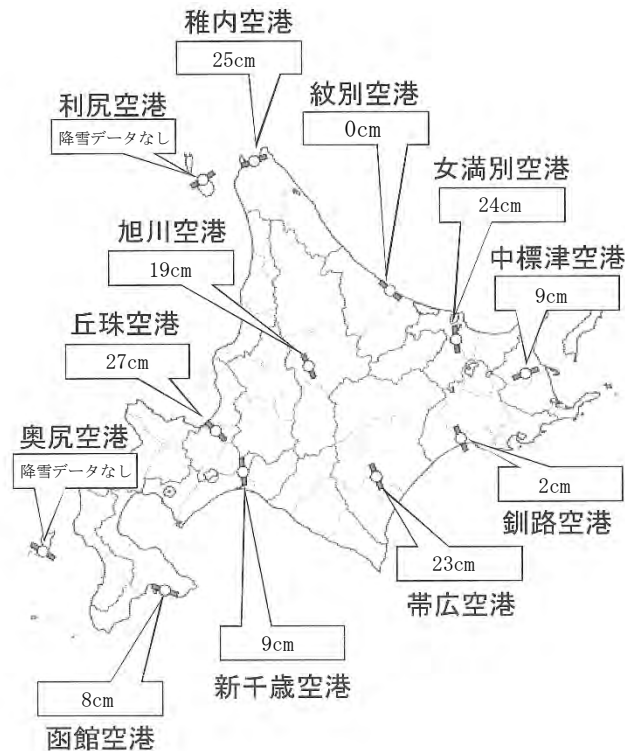 稚内空港
25cm
利尻空港
降雪データなし
紋別空港
0cm
女満別空港
24cm
旭川空港
19cm
中標津空港
9cm
丘珠空港
27cm
奥尻空港
降雪データなし
2cm
釧路空港
23cm
帯広空港
9cm
新千歳空港
8cm
函館空港